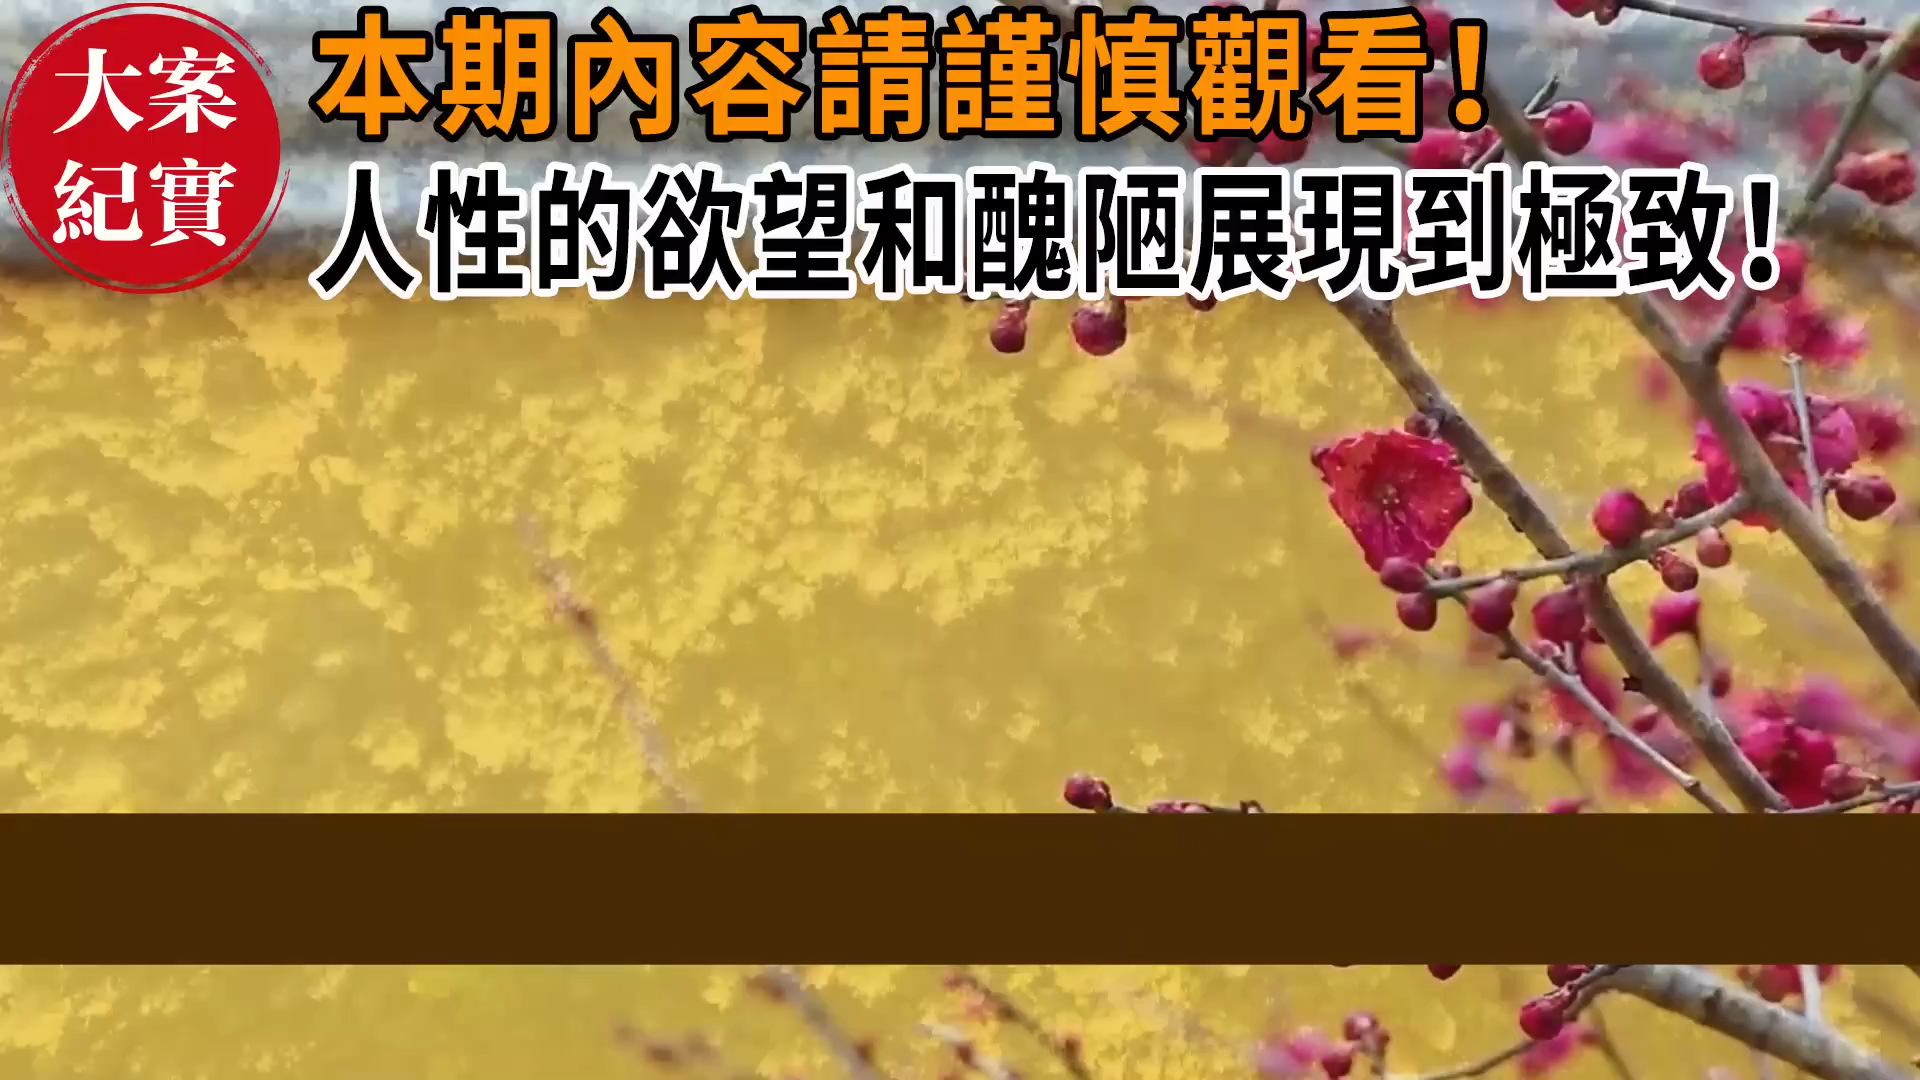 大案
紀實
本期內容請謹慎觀看！
人性的欲望和醜陋展現到極致！